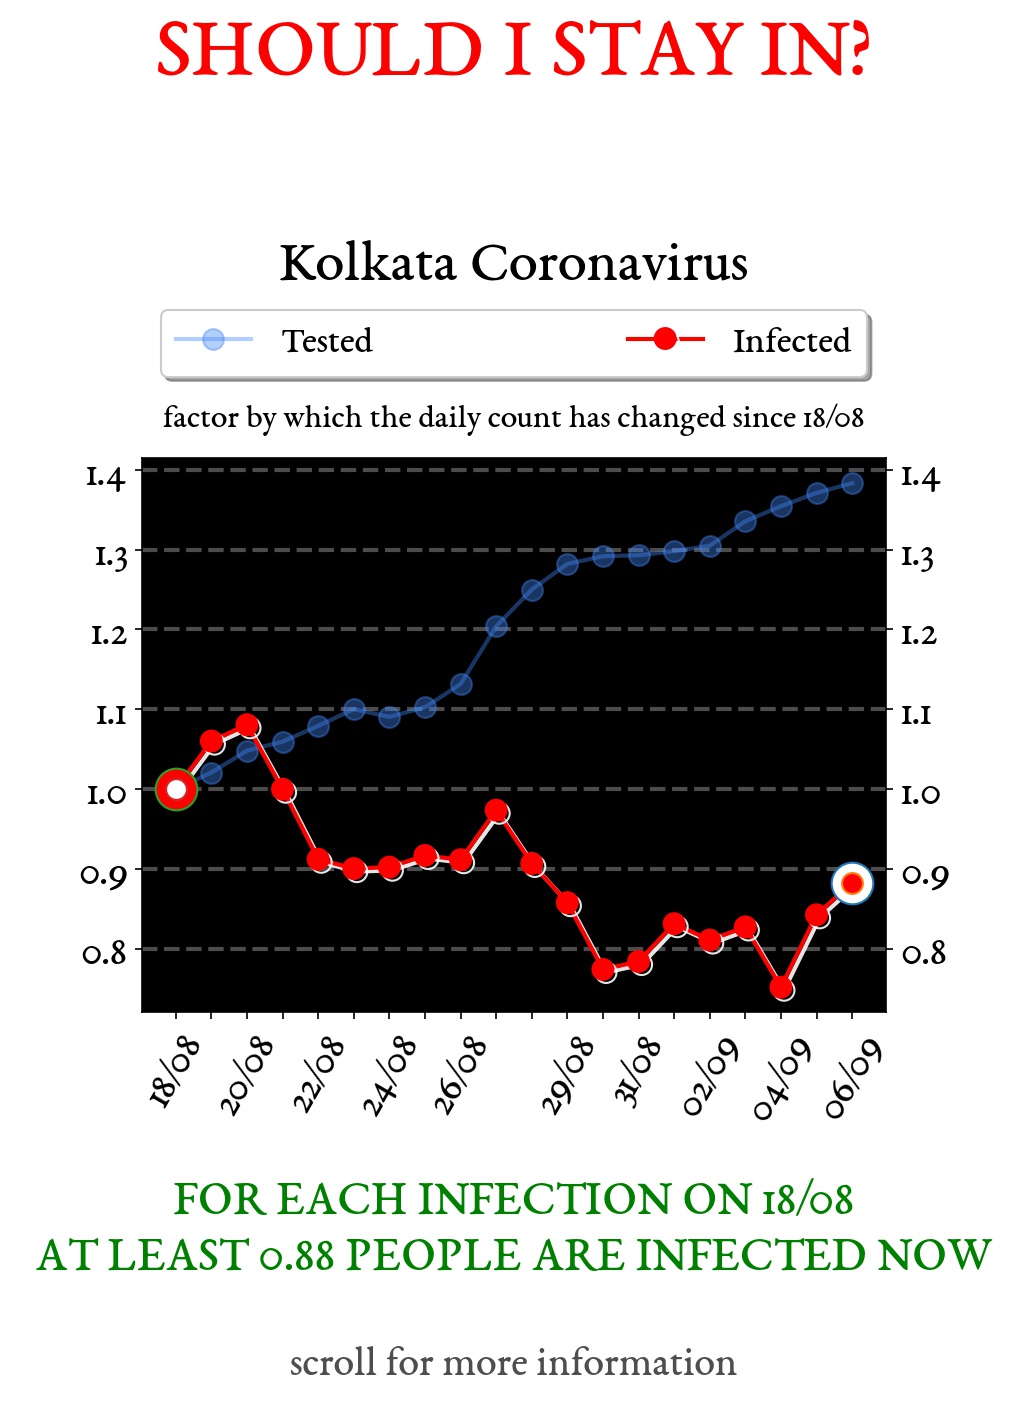 SHOULD I STAY IN?
Kolkata Coronavirus
Tested Infected
factor by which the daily count has changed since 18/08
1.4 1.4
1.3 1.3
1.2 1.2
1.1 1.1
1.0 1.0
0.9 0.9
0.8 0.8
18/08 20/08 22/08 24/08 26/08 29/08 31/08 02/09 04/09 06/09
FOR EACH INFECTION ON 18/08
AT LEAST 0.88 PEOPLE ARE INFECTED NOW
scroll for more information